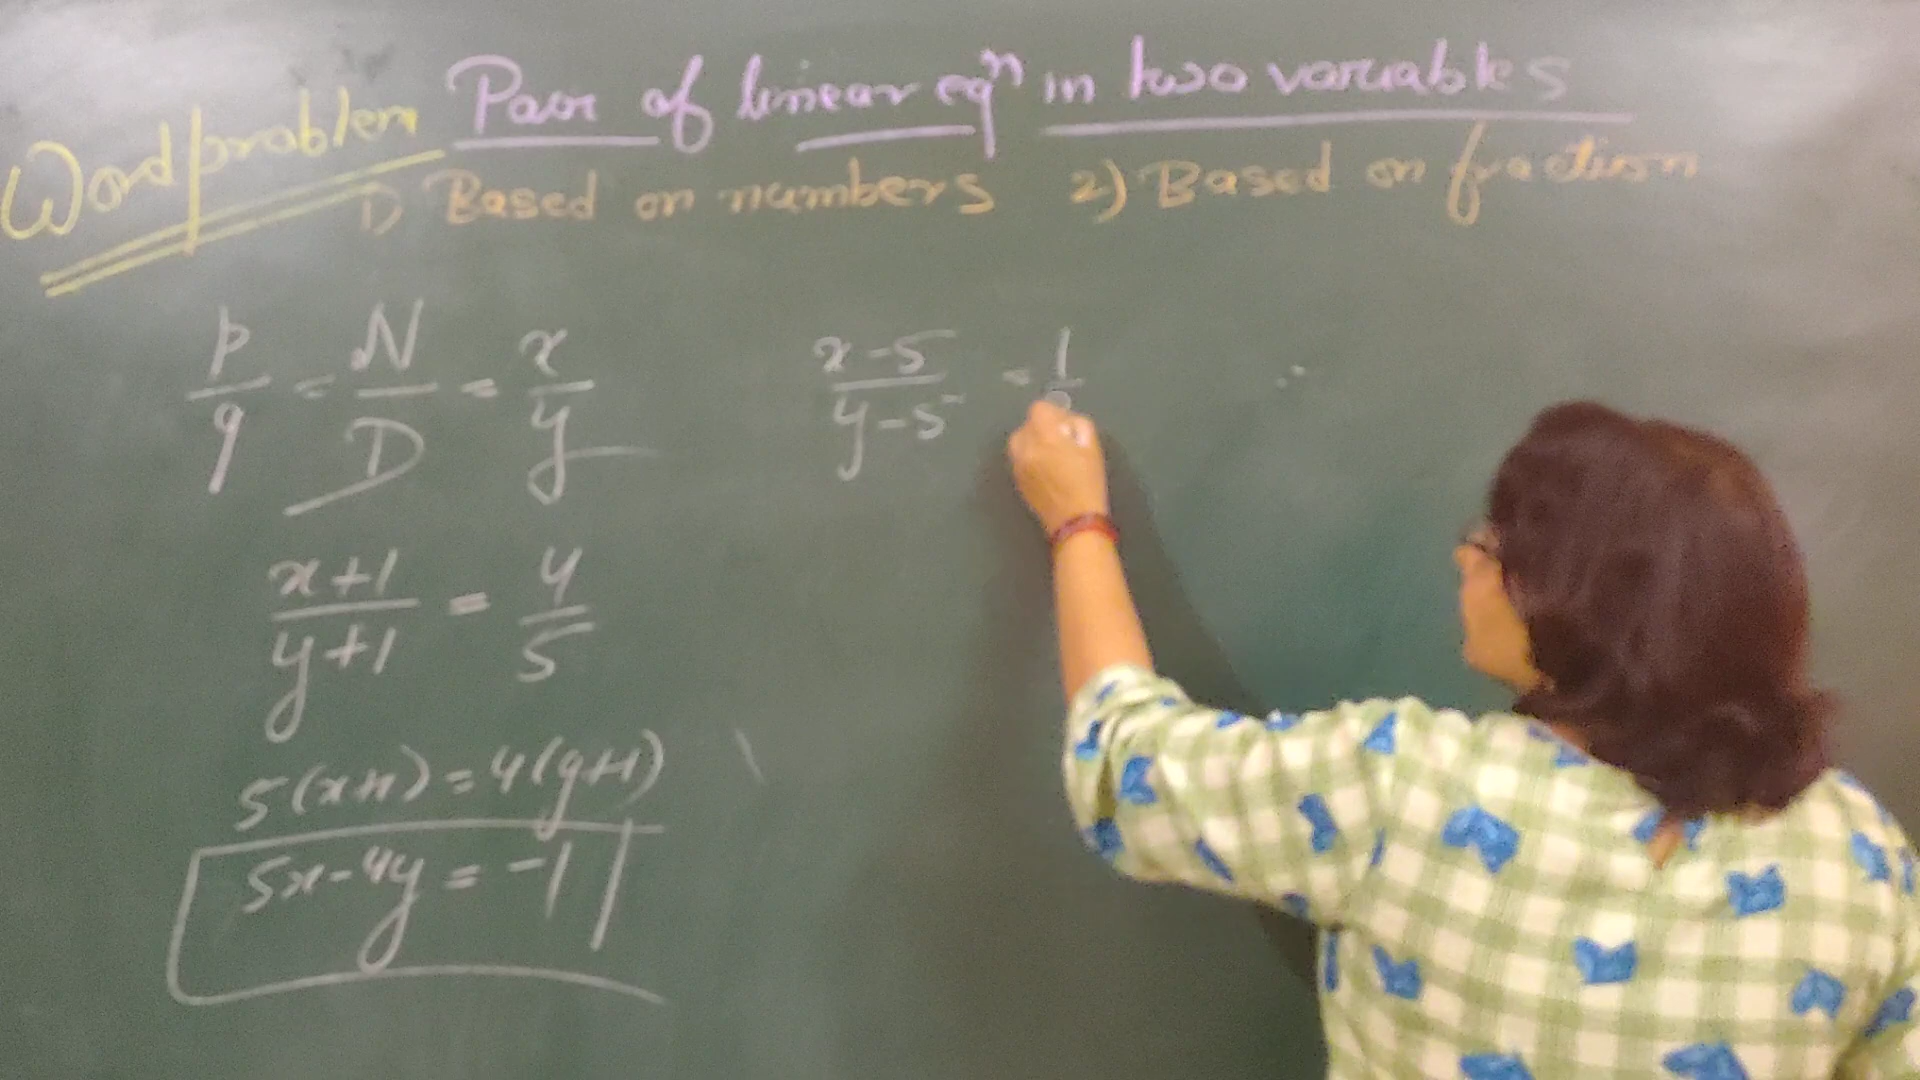 Word problem
Pair of linear eqⁿ in two variables
1) Based on numbers 2) Based on fraction
p/q = N/D = x/y
x+1/y+1 = 4/5
5(x+1) = 4(y+1)
5x-4y = -1
x-5/y-5 = 1/